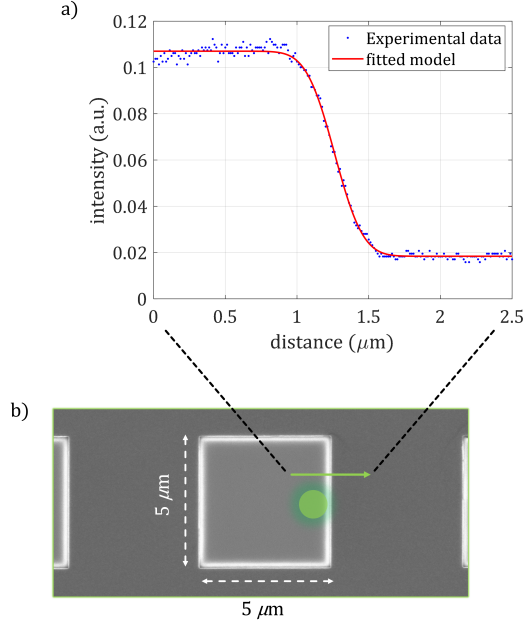 a)
0.12
0.1
0.08
0.06
0.04
0.02
0
intensity (a.u.)
Experimental data
fitted model
0 0.5 1 1.5 2 2.5
distance (μm)
b)
5 μm
5 μm